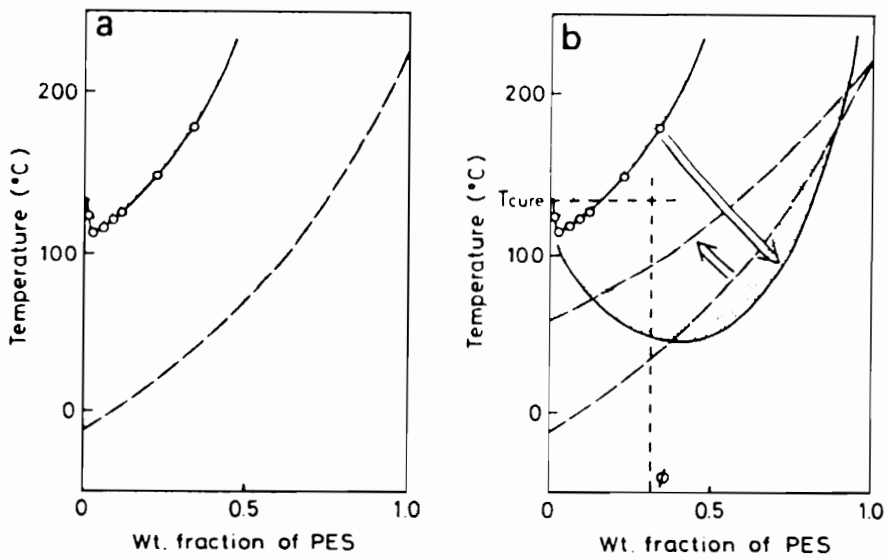 a
200
100
0
Temperature (°C)
0
0.5
1.0
Wt. fraction of PES
b
200
Tcure
100
0
Temperature (°C)
ϕ
0
0.5
1.0
Wt. fraction of PES